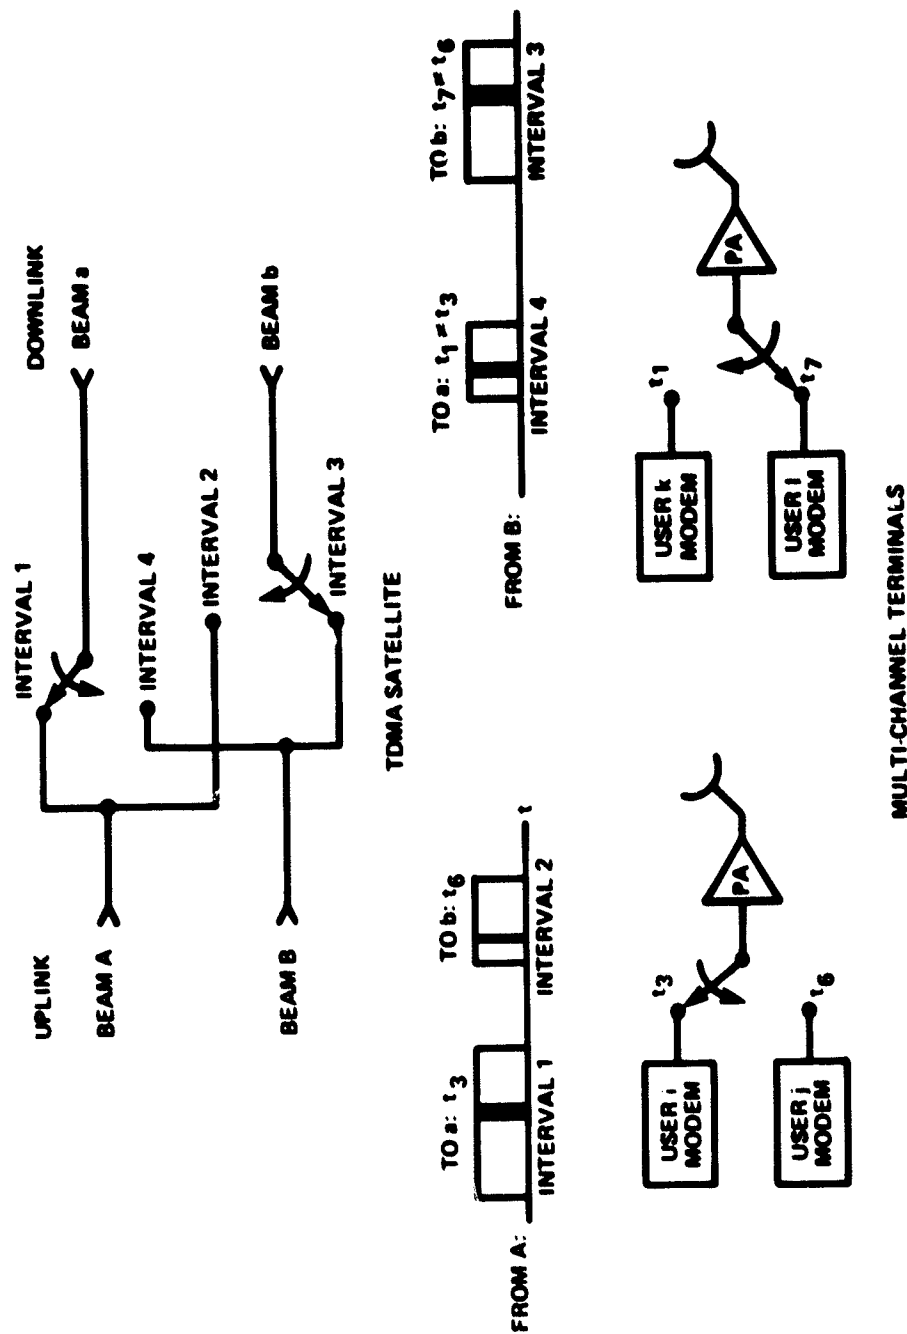 UPLINK
DOWNLINK
BEAM A
INTERVAL 1
BEAM a
INTERVAL 4
INTERVAL 2
BEAM B
INTERVAL 3
BEAM b
TDMA SATELLITE
FROM A:
TO a: t₃
INTERVAL 1
TO b: t₆
INTERVAL 2
t
FROM B:
TO a: t₁ ≠ t₃
INTERVAL 4
TO b: t₇ ≠ t₆
INTERVAL 3
USER i
MODEM
t₃
PA
USER j
MODEM
t₆
USER k
MODEM
t₁
PA
USER l
MODEM
t₇
MULTI-CHANNEL TERMINALS